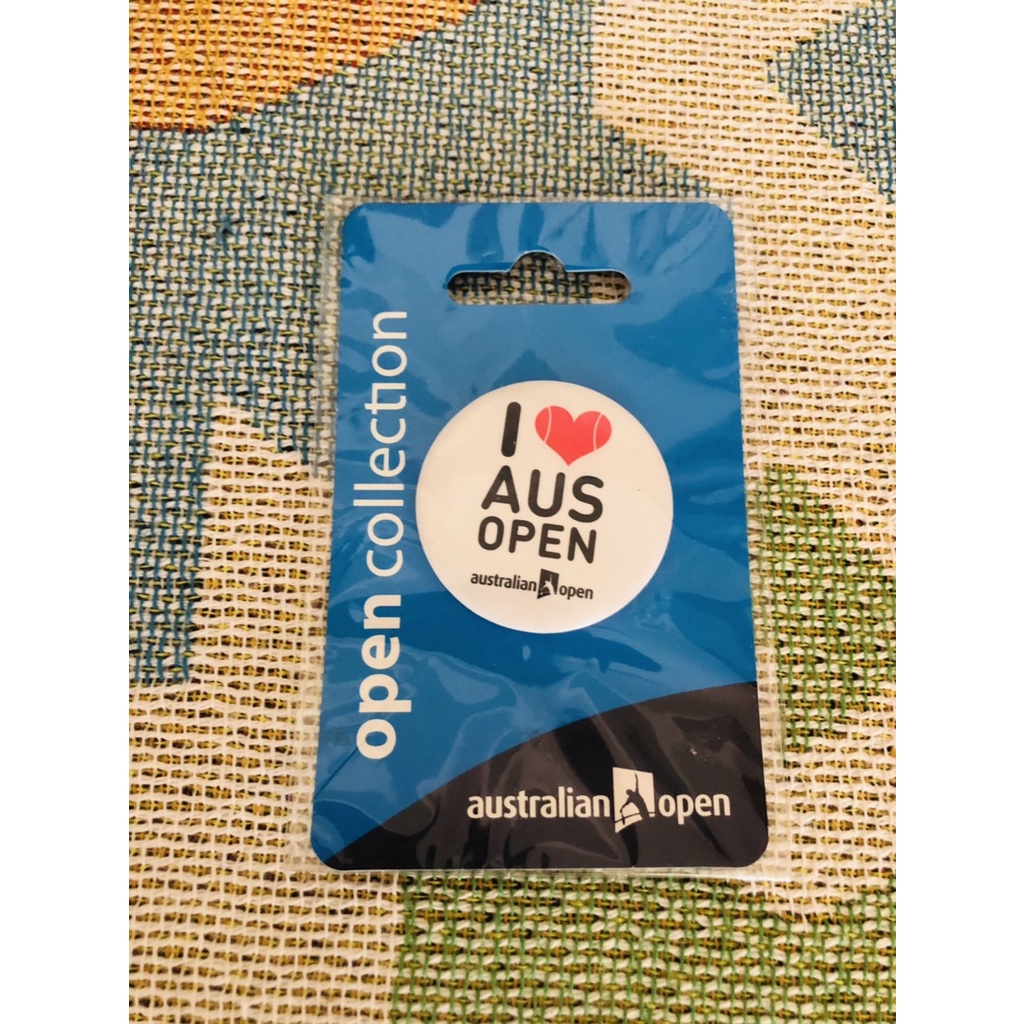 open collection
I
AUS
OPEN
australian open
australian open